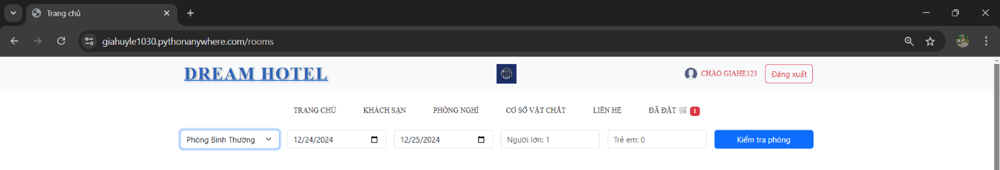 Trang chủ
giahuyle1030.pythonanywhere.com/rooms
DREAM HOTEL
CHÀO GIAHE123
Đăng xuất
TRANG CHỦ
KHÁCH SẠN
PHÒNG NGHỈ
CƠ SỞ VẬT CHẤT
LIÊN HỆ
ĐÃ ĐẶT 🛒 1
Phòng Bình Thường
12/24/2024
12/25/2024
Người lớn: 1
Trẻ em: 0
Kiểm tra phòng